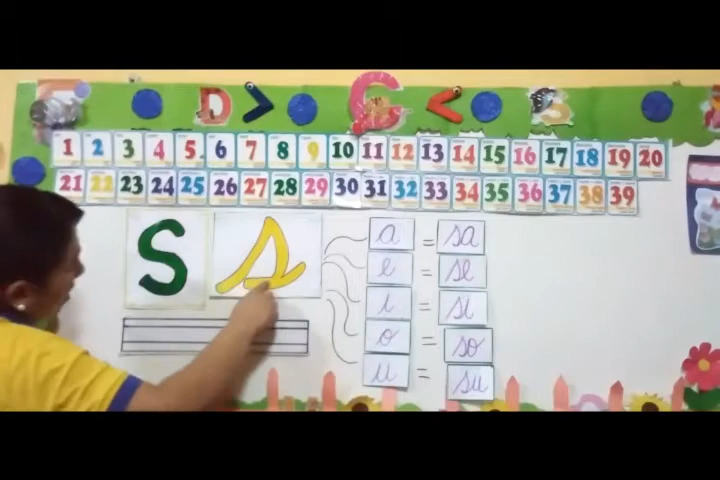 D > G < S
1 2 3 4 5 6 7 8 9 10 11 12 13 14 15 16 17 18 19 20
21 22 23 24 25 26 27 28 29 30 31 32 33 34 35 36 37 38 39
S s
a = sa
e = se
i = si
o = so
u = su